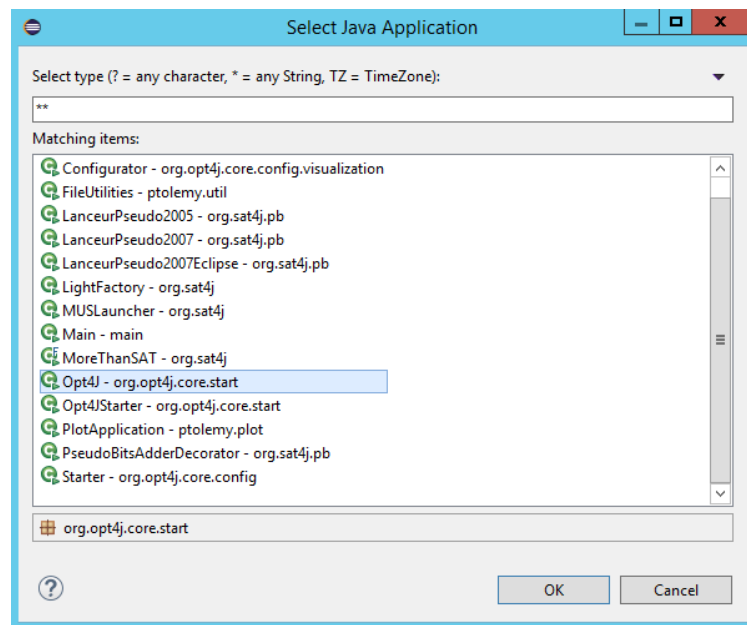 Select Java Application
Select type (? = any character, * = any String, TZ = TimeZone):
**
Matching items:
Configurator - org.opt4j.core.config.visualization
FileUtilities - ptolemy.util
LanceurPseudo2005 - org.sat4j.pb
LanceurPseudo2007 - org.sat4j.pb
LanceurPseudo2007Eclipse - org.sat4j.pb
LightFactory - org.sat4j
MUSLauncher - org.sat4j
Main - main
MoreThanSAT - org.sat4j
Opt4J - org.opt4j.core.start
Opt4JStarter - org.opt4j.core.start
PlotApplication - ptolemy.plot
PseudoBitsAdderDecorator - org.sat4j.pb
Starter - org.opt4j.core.config
org.opt4j.core.start
OK Cancel